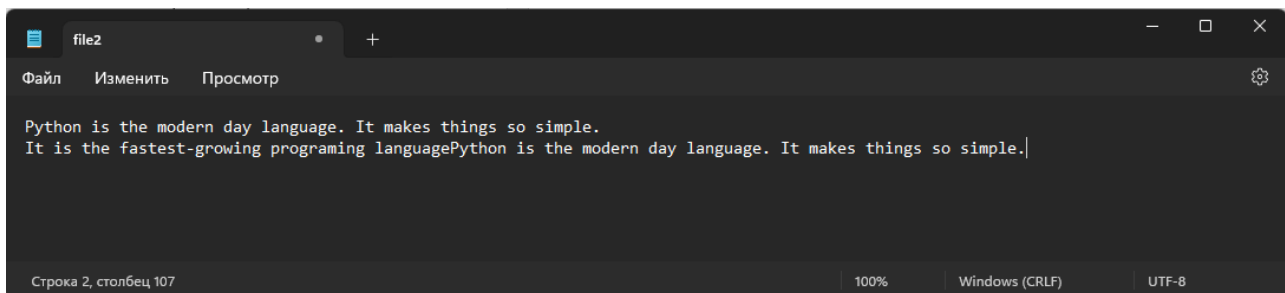 file2
Файл Изменить Просмотр
Python is the modern day language. It makes things so simple.
It is the fastest-growing programing languagePython is the modern day language. It makes things so simple.
Строка 2, столбец 107 100% Windows (CRLF) UTF-8